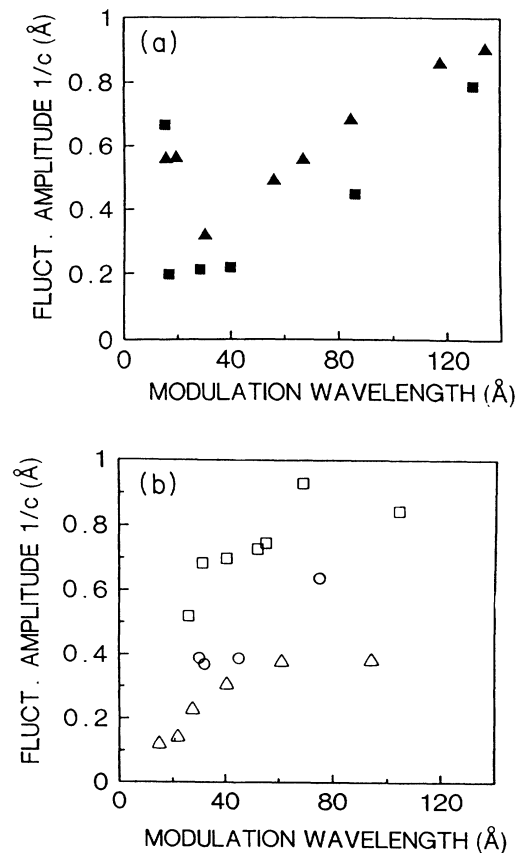 (a)
1
0.8
0.6
0.4
0.2
0
FLUCT. AMPLITUDE 1/c (Å)
0 40 80 120
MODULATION WAVELENGTH (Å)
(b)
1
0.8
0.6
0.4
0.2
0
FLUCT. AMPLITUDE 1/c (Å)
0 40 80 120
MODULATION WAVELENGTH (Å)